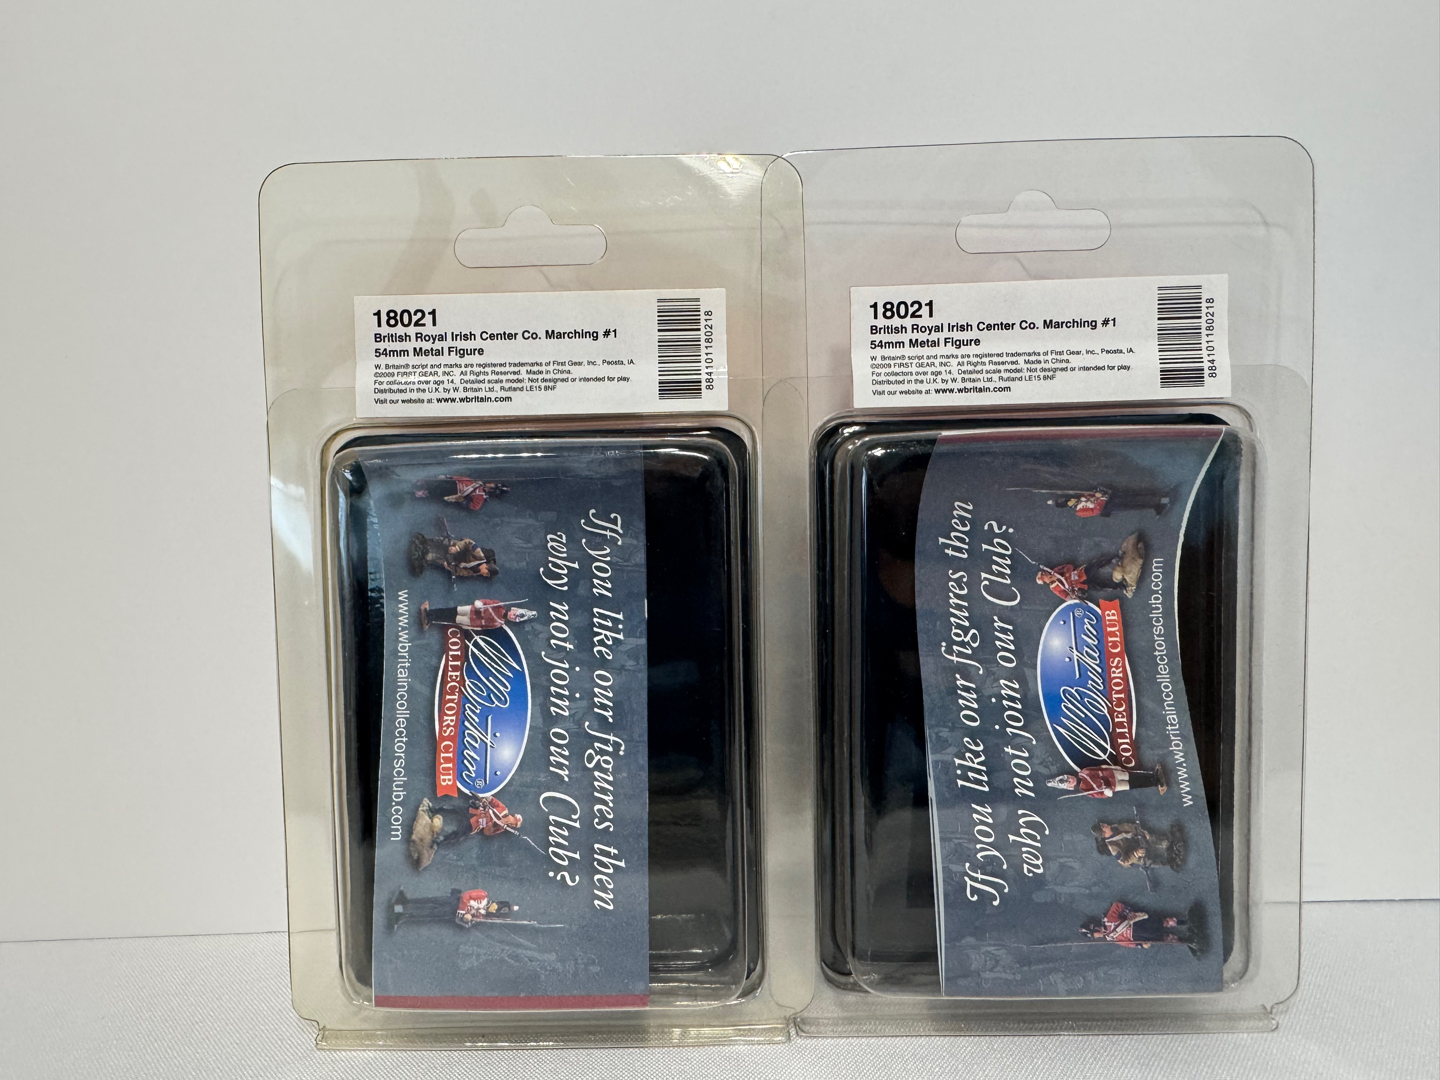 18021
British Royal Irish Center Co. Marching #1
54mm Metal Figure
W. Britain® script and marks are registered trademarks of First Gear, Inc., Peosta, IA.
©2009 FIRST GEAR, INC. All Rights Reserved. Made in China.
For collectors over age 14. Detailed scale model: Not designed or intended for play.
Distributed in the U.K. by W. Britain Ltd., Rutland LE15 8NF
Visit our website at: www.wbritain.com
884101180218
If you like our figures then
why not join our Club?
W. Britain®
COLLECTORS CLUB
www.wbritaincollectorsclub.com
18021
British Royal Irish Center Co. Marching #1
54mm Metal Figure
W. Britain® script and marks are registered trademarks of First Gear, Inc., Peosta, IA.
©2009 FIRST GEAR, INC. All Rights Reserved. Made in China.
For collectors over age 14. Detailed scale model: Not designed or intended for play.
Distributed in the U.K. by W. Britain Ltd., Rutland LE15 8NF
Visit our website at: www.wbritain.com
884101180218
If you like our figures then
why not join our Club?
W. Britain®
COLLECTORS CLUB
www.wbritaincollectorsclub.com